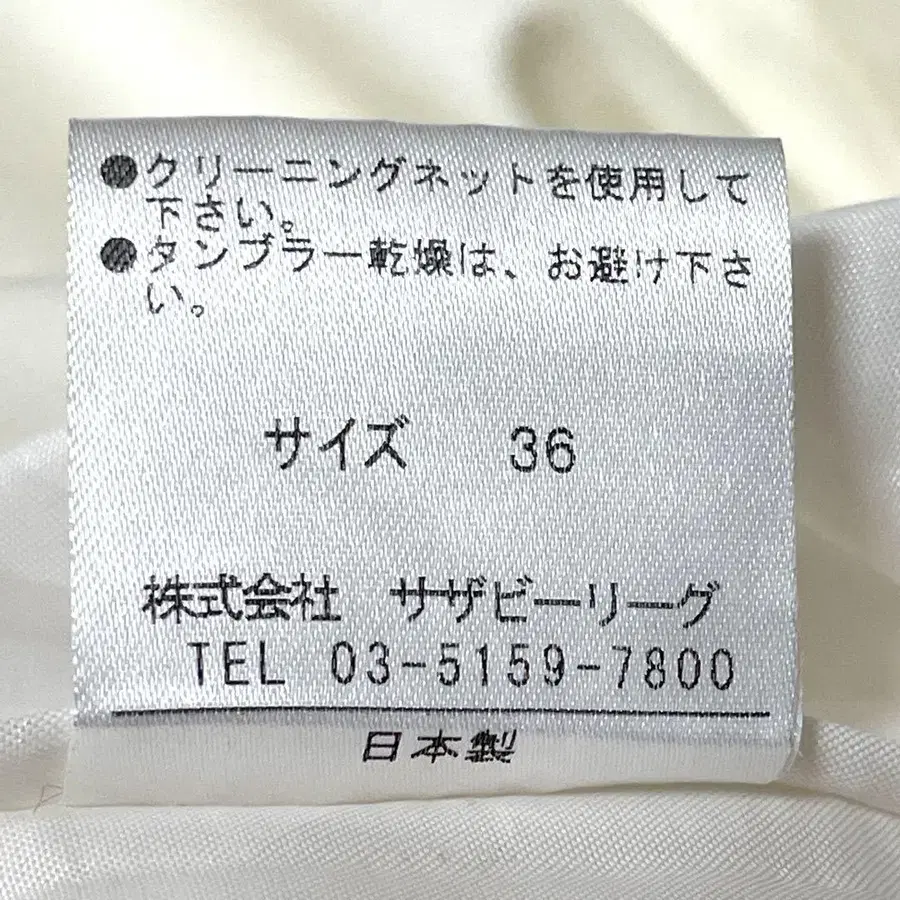 ●クリーニングネットを使用して
下さい。
●タンブラー乾燥は、お避け下さ
い。
サイズ 36
株式会社 サザビーリーグ
TEL 03-5159-7800
日本製